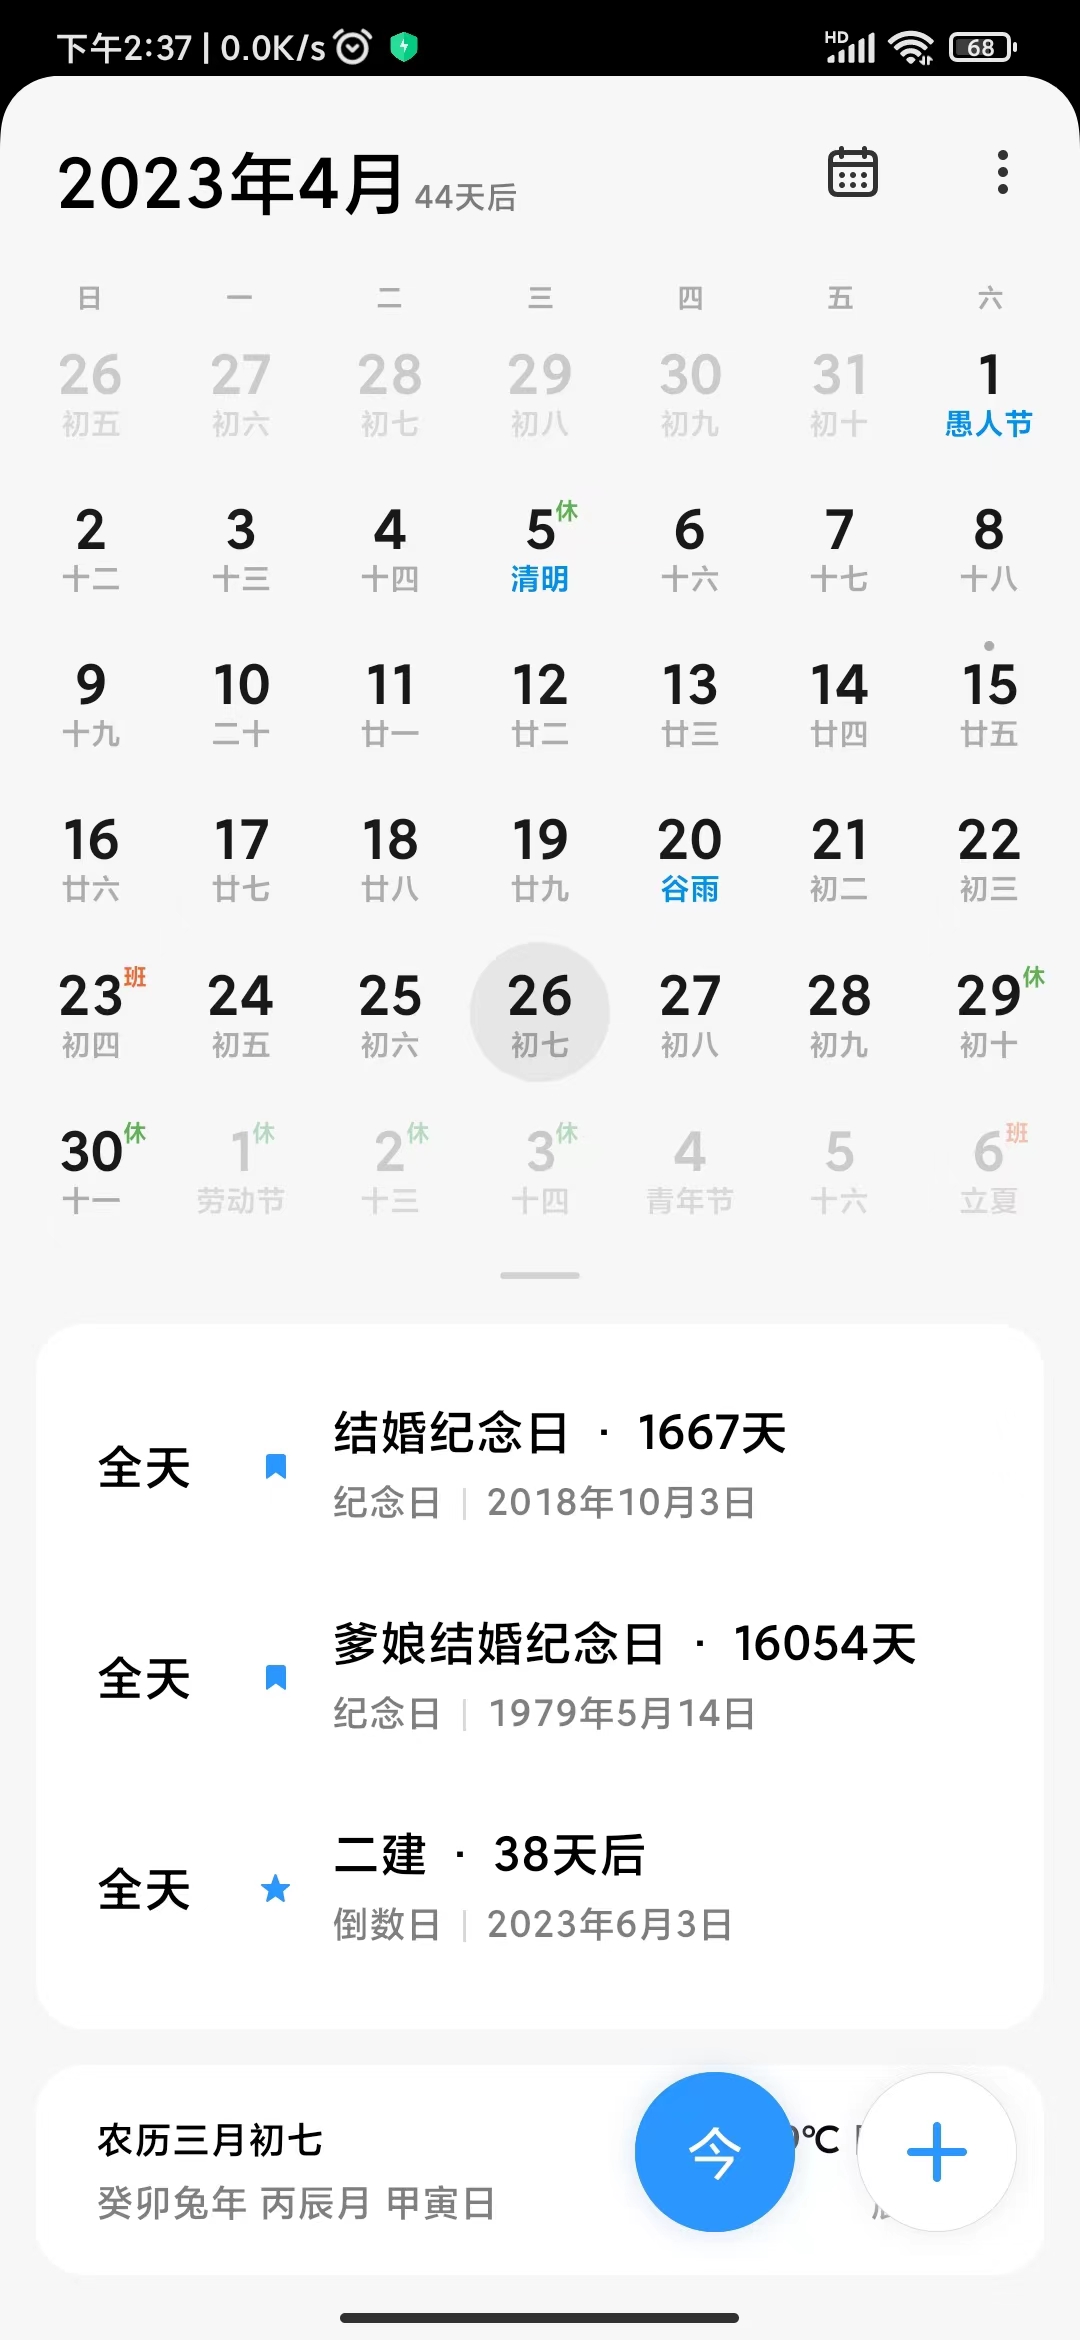 下午2:37 | 0.0K/s
HD
68
2023年4月 44天后
日 一 二 三 四 五 六
26 27 28 29 30 31 1
初五 初六 初七 初八 初九 初十 愚人节
2 3 4 5休 6 7 8
十二 十三 十四 清明 十六 十七 十八
9 10 11 12 13 14 15
十九 二十 廿一 廿二 廿三 廿四 廿五
16 17 18 19 20 21 22
廿六 廿七 廿八 廿九 谷雨 初二 初三
23班 24 25 26 27 28 29休
初四 初五 初六 初七 初八 初九 初十
30休 1休 2休 3休 4 5 6班
十一 劳动节 十三 十四 青年节 十六 立夏
结婚纪念日 · 1667天
全天
纪念日 | 2018年10月3日
爹娘结婚纪念日 · 16054天
全天
纪念日 | 1979年5月14日
二建 · 38天后
全天
倒数日 | 2023年6月3日
农历三月初七
今
℃
癸卯兔年 丙辰月 甲寅日